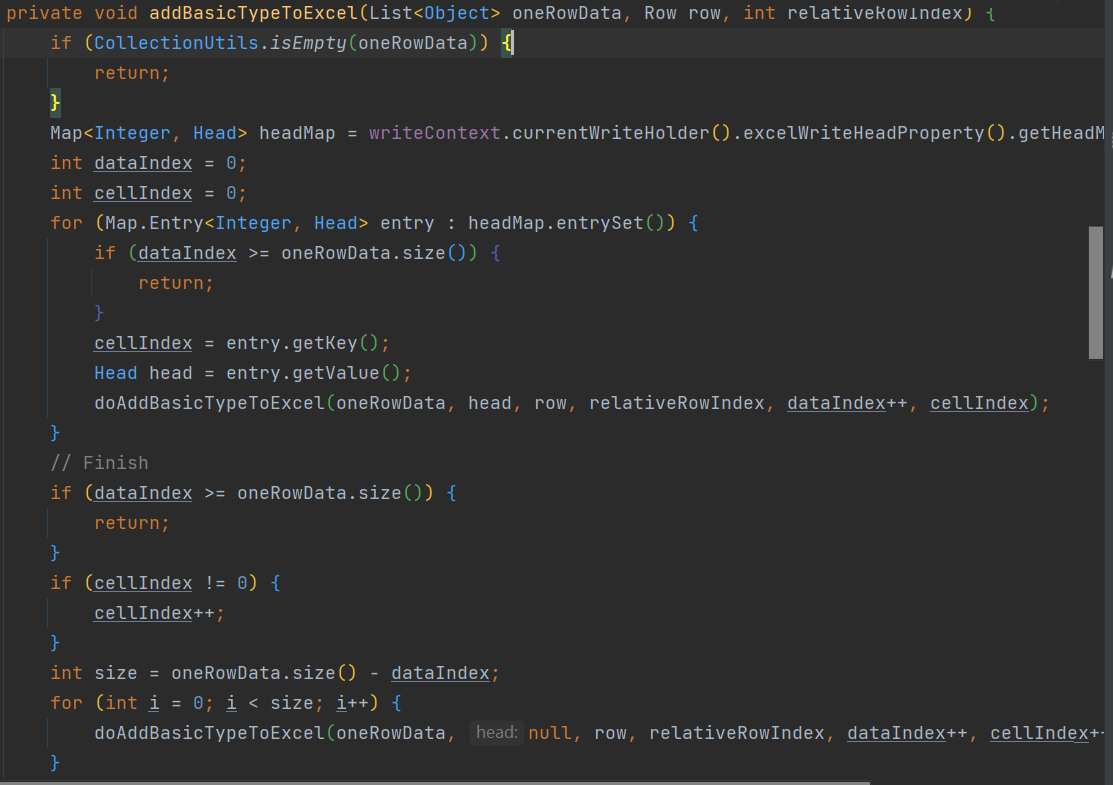 private void addBasicTypeToExcel(List<Object> oneRowData, Row row, int relativeRowIndex) {
    if (CollectionUtils.isEmpty(oneRowData)) {
        return;
    }
    Map<Integer, Head> headMap = writeContext.currentWriteHolder().excelWriteHeadProperty().getHeadM
    int dataIndex = 0;
    int cellIndex = 0;
    for (Map.Entry<Integer, Head> entry : headMap.entrySet()) {
        if (dataIndex >= oneRowData.size()) {
            return;
        }
        cellIndex = entry.getKey();
        Head head = entry.getValue();
        doAddBasicTypeToExcel(oneRowData, head, row, relativeRowIndex, dataIndex++, cellIndex);
    }
    // Finish
    if (dataIndex >= oneRowData.size()) {
        return;
    }
    if (cellIndex != 0) {
        cellIndex++;
    }
    int size = oneRowData.size() - dataIndex;
    for (int i = 0; i < size; i++) {
        doAddBasicTypeToExcel(oneRowData, head: null, row, relativeRowIndex, dataIndex++, cellIndex+
    }